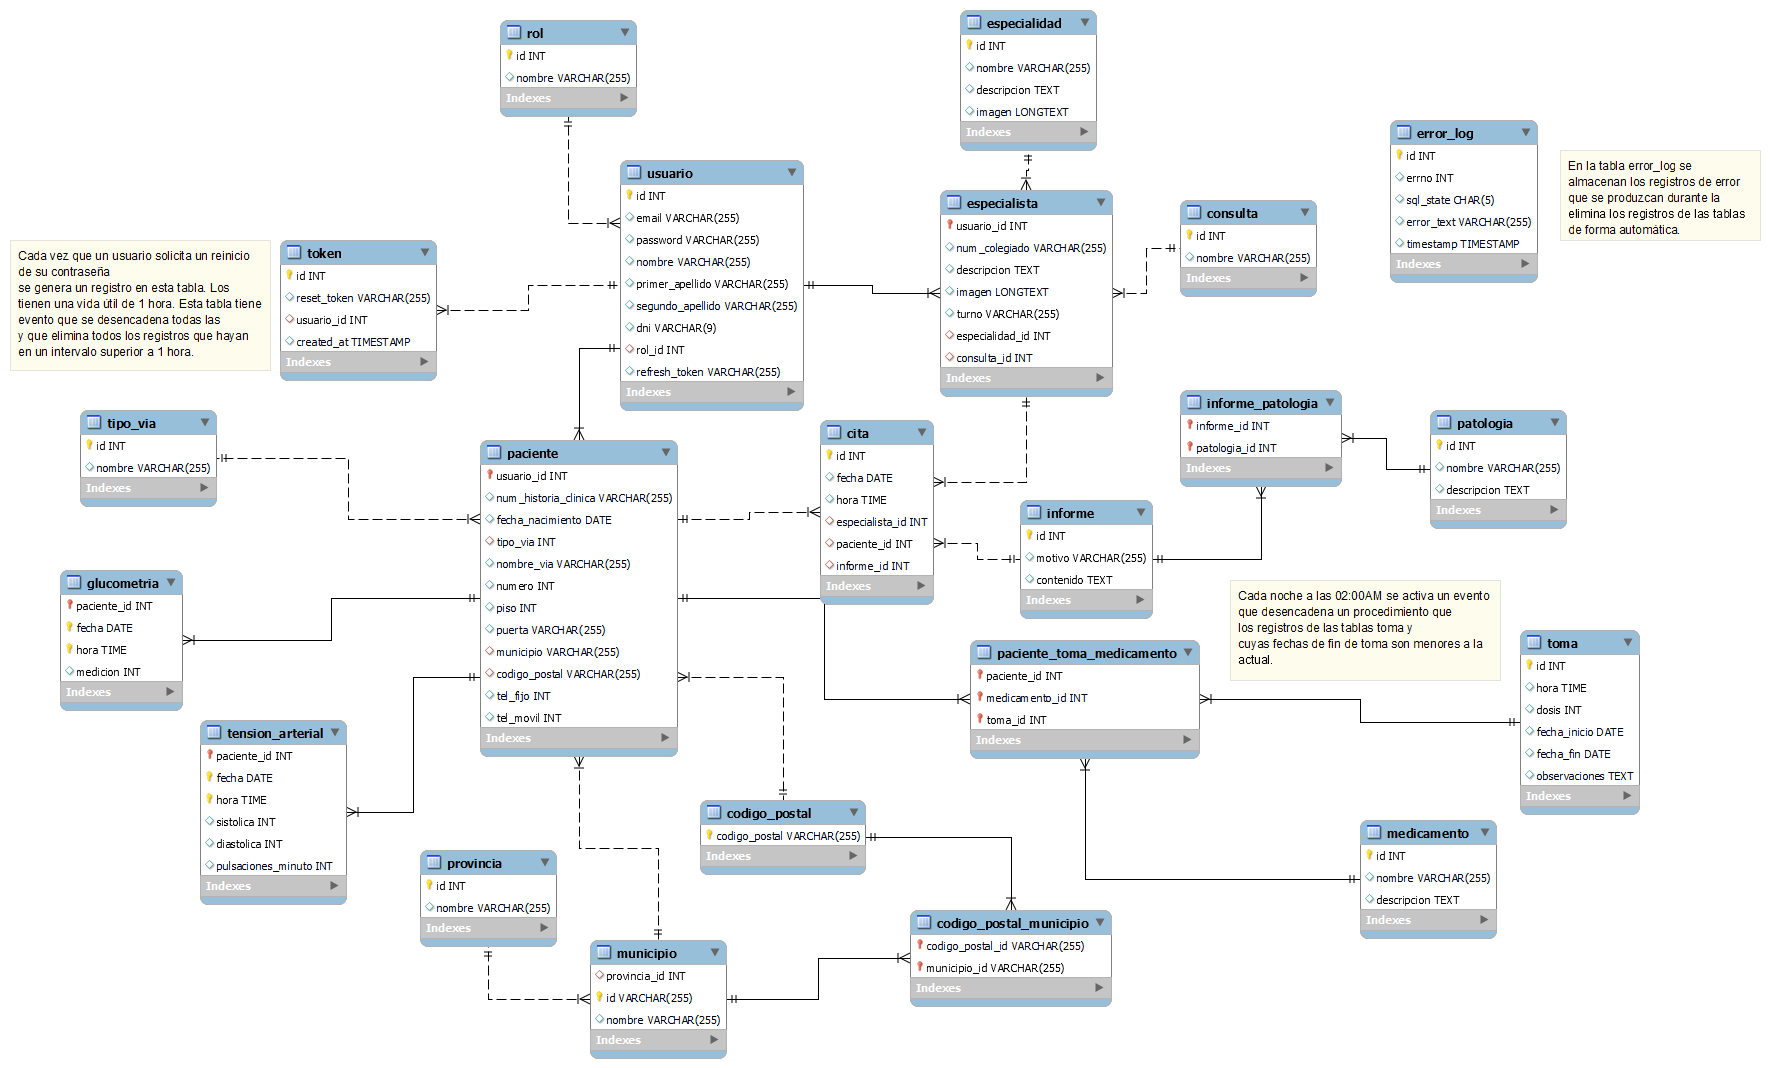 rol
id INT
nombre VARCHAR(255)
Indexes
especialidad
id INT
nombre VARCHAR(255)
descripcion TEXT
imagen LONGTEXT
Indexes
error_log
id INT
errno INT
sql_state CHAR(5)
error_text VARCHAR(255)
timestamp TIMESTAMP
Indexes
En la tabla error_log se
almacenan los registros de error
que se produzcan durante la
elimina los registros de las tablas
de forma automática.
usuario
id INT
email VARCHAR(255)
password VARCHAR(255)
nombre VARCHAR(255)
primer_apellido VARCHAR(255)
segundo_apellido VARCHAR(255)
dni VARCHAR(9)
rol_id INT
refresh_token VARCHAR(255)
Indexes
especialista
usuario_id INT
num_colegiado VARCHAR(255)
descripcion TEXT
imagen LONGTEXT
turno VARCHAR(255)
especialidad_id INT
consulta_id INT
Indexes
consulta
id INT
nombre VARCHAR(255)
Indexes
Cada vez que un usuario solicita un reinicio
de su contraseña
se genera un registro en esta tabla. Los
tienen una vida útil de 1 hora. Esta tabla tiene
evento que se desencadena todas las
y que elimina todos los registros que hayan
en un intervalo superior a 1 hora.
token
id INT
reset_token VARCHAR(255)
usuario_id INT
created_at TIMESTAMP
Indexes
tipo_via
id INT
nombre VARCHAR(255)
Indexes
paciente
usuario_id INT
num_historia_clinica VARCHAR(255)
fecha_nacimiento DATE
tipo_via INT
nombre_via VARCHAR(255)
numero INT
piso INT
puerta VARCHAR(255)
municipio VARCHAR(255)
codigo_postal VARCHAR(255)
tel_fijo INT
tel_movil INT
Indexes
cita
id INT
fecha DATE
hora TIME
especialista_id INT
paciente_id INT
informe_id INT
Indexes
informe_patologia
informe_id INT
patologia_id INT
Indexes
patologia
id INT
nombre VARCHAR(255)
descripcion TEXT
Indexes
informe
id INT
motivo VARCHAR(255)
contenido TEXT
Indexes
glucometria
paciente_id INT
fecha DATE
hora TIME
medicion INT
Indexes
Cada noche a las 02:00AM se activa un evento
que desencadena un procedimiento que
los registros de las tablas toma y
cuyas fechas de fin de toma son menores a la
actual.
paciente_toma_medicamento
paciente_id INT
medicamento_id INT
toma_id INT
Indexes
toma
id INT
hora TIME
dosis INT
fecha_inicio DATE
fecha_fin DATE
observaciones TEXT
Indexes
tension_arterial
paciente_id INT
fecha DATE
hora TIME
sistolica INT
diastolica INT
pulsaciones_minuto INT
Indexes
codigo_postal
codigo_postal VARCHAR(255)
Indexes
medicamento
id INT
nombre VARCHAR(255)
descripcion TEXT
Indexes
provincia
id INT
nombre VARCHAR(255)
Indexes
codigo_postal_municipio
codigo_postal_id VARCHAR(255)
municipio_id VARCHAR(255)
Indexes
municipio
provincia_id INT
id VARCHAR(255)
nombre VARCHAR(255)
Indexes